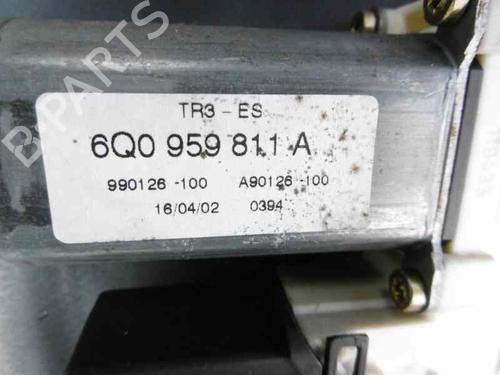 B-PARTS
TR3 - ES
6Q0 959 811 A
990126 -100 A90126 -100
16/04/02 0394